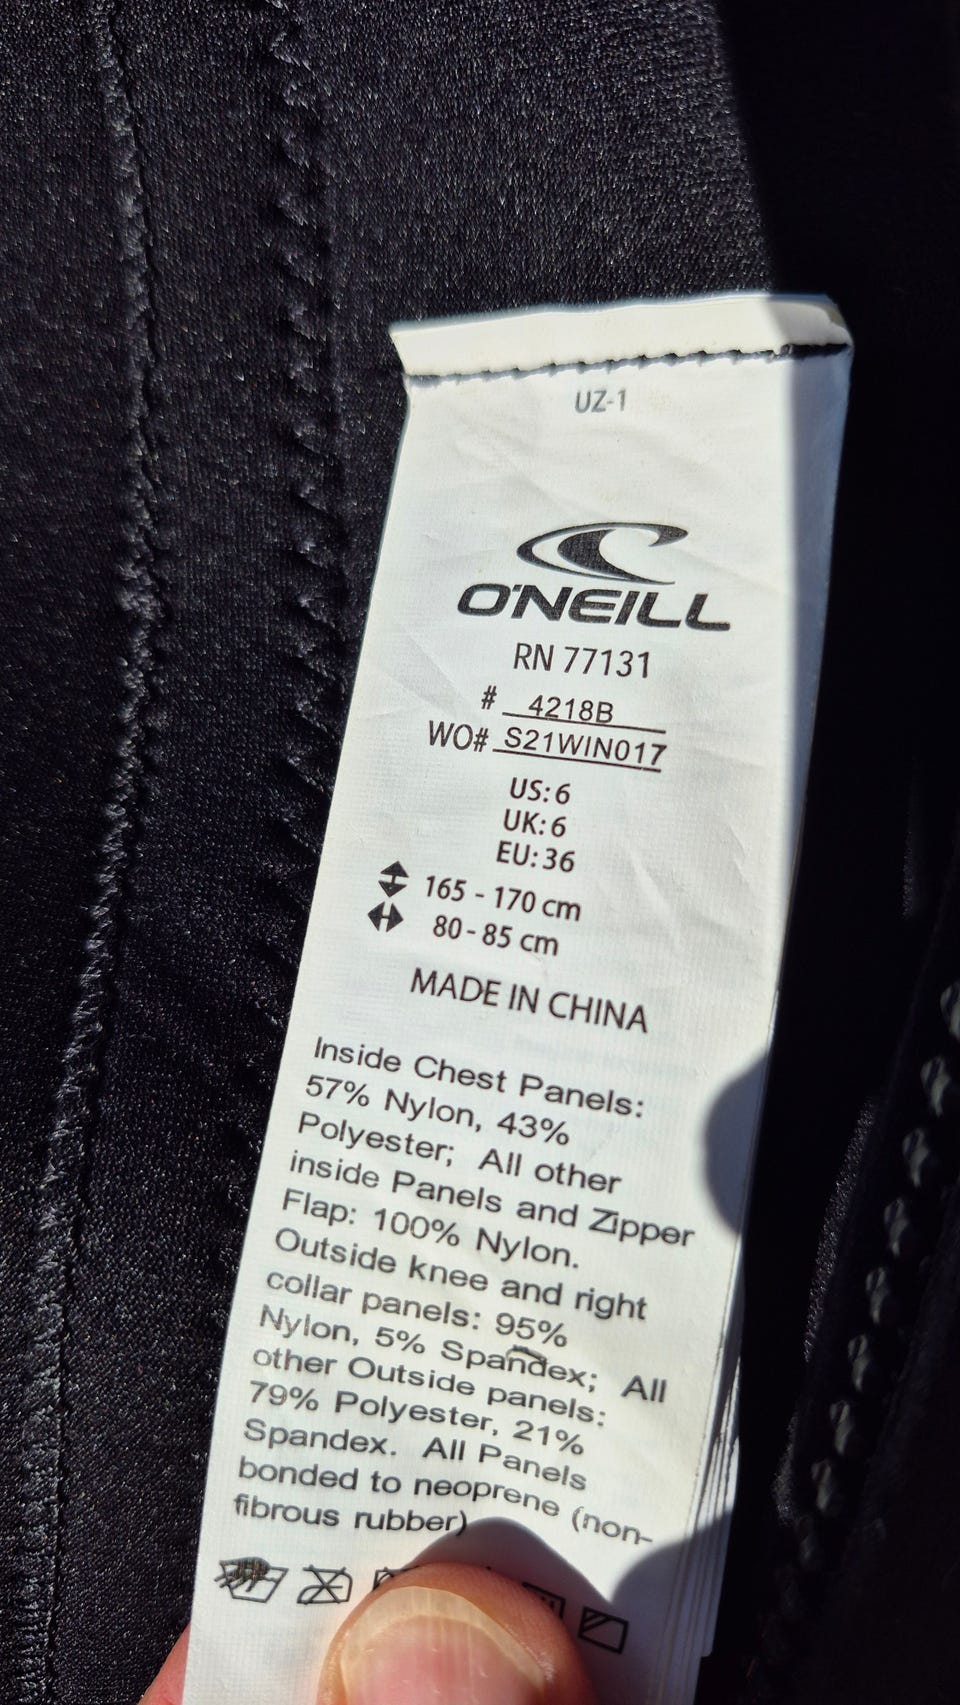 UZ-1
O'NEILL
RN 77131
# 4218B
WO# S21WIN017
US: 6
UK: 6
EU: 36
165 - 170 cm
80 - 85 cm
MADE IN CHINA
Inside Chest Panels:
57% Nylon, 43%
Polyester; All other
inside Panels and Zipper
Flap: 100% Nylon.
Outside knee and right
collar panels: 95%
Nylon, 5% Spandex; All
other Outside panels:
79% Polyester, 21%
Spandex. All Panels
bonded to neoprene (non-
fibrous rubber)